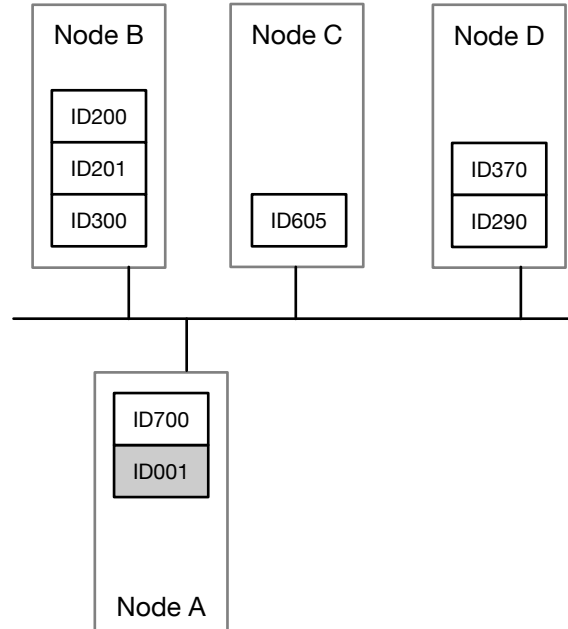 Node B
ID200
ID201
ID300
Node C
ID605
Node D
ID370
ID290
ID700
ID001
Node A